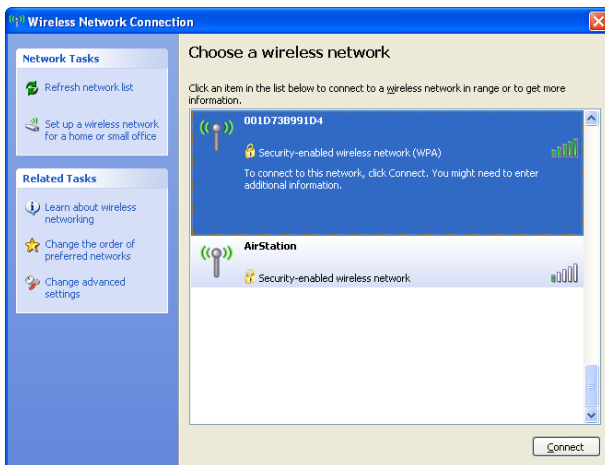 Wireless Network Connection
Network Tasks
Refresh network list
Set up a wireless network
for a home or small office
Related Tasks
Learn about wireless
networking
Change the order of
preferred networks
Change advanced
settings
Choose a wireless network
Click an item in the list below to connect to a wireless network in range or to get more
information.
001D73B991D4
Security-enabled wireless network (WPA)
To connect to this network, click Connect. You might need to enter
additional information.
AirStation
Security-enabled wireless network
Connect